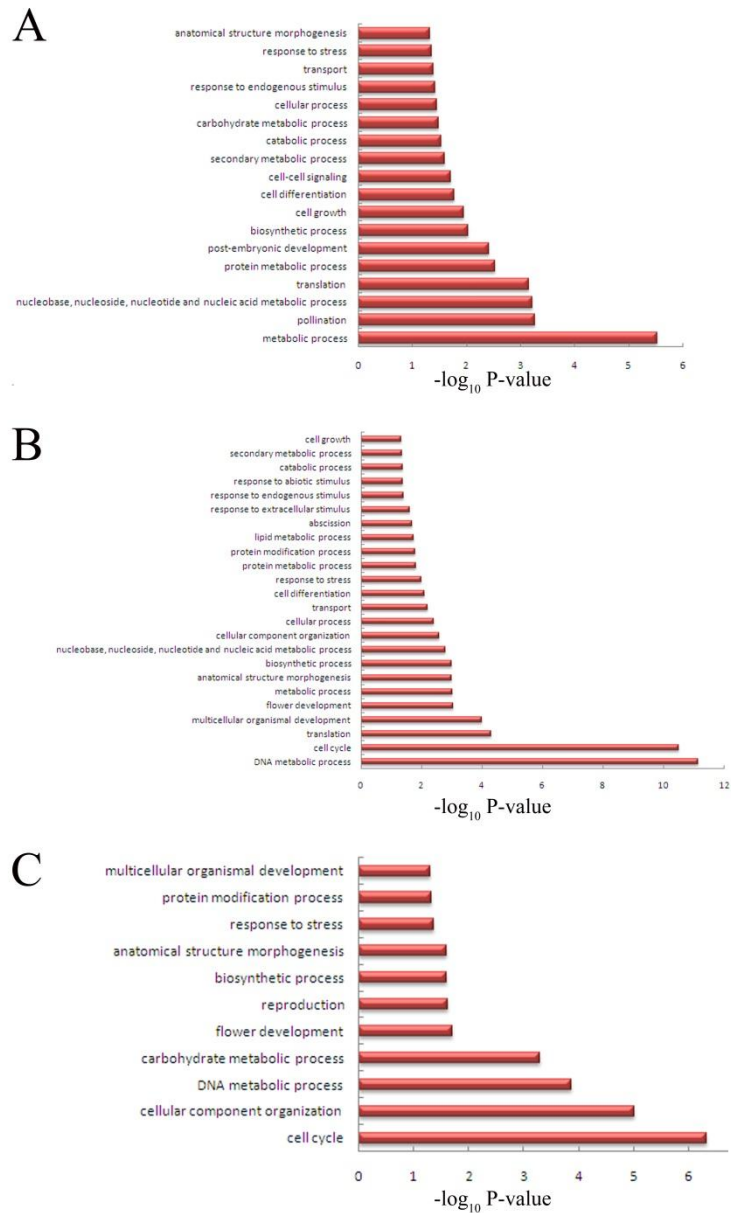 A
anatomical structure morphogenesis
response to stress
transport
response to endogenous stimulus
cellular process
carbohydrate metabolic process
catabolic process
secondary metabolic process
cell-cell signaling
cell differentiation
cell growth
biosynthetic process
post-embryonic development
protein metabolic process
translation
nucleobase, nucleoside, nucleotide and nucleic acid metabolic process
pollination
metabolic process
0 1 2 3 4 5 6
-log10 P-value
B
cell growth
secondary metabolic process
catabolic process
response to abiotic stimulus
response to endogenous stimulus
response to extracellular stimulus
abscission
lipid metabolic process
protein modification process
protein metabolic process
response to stress
cell differentiation
transport
cellular process
cellular component organization
nucleobase, nucleoside, nucleotide and nucleic acid metabolic process
biosynthetic process
anatomical structure morphogenesis
metabolic process
flower development
multicellular organismal development
translation
cell cycle
DNA metabolic process
0 2 4 6 8 10 12
-log10 P-value
C
multicellular organismal development
protein modification process
response to stress
anatomical structure morphogenesis
biosynthetic process
reproduction
flower development
carbohydrate metabolic process
DNA metabolic process
cellular component organization
cell cycle
0 1 2 3 4 5 6
-log10 P-value